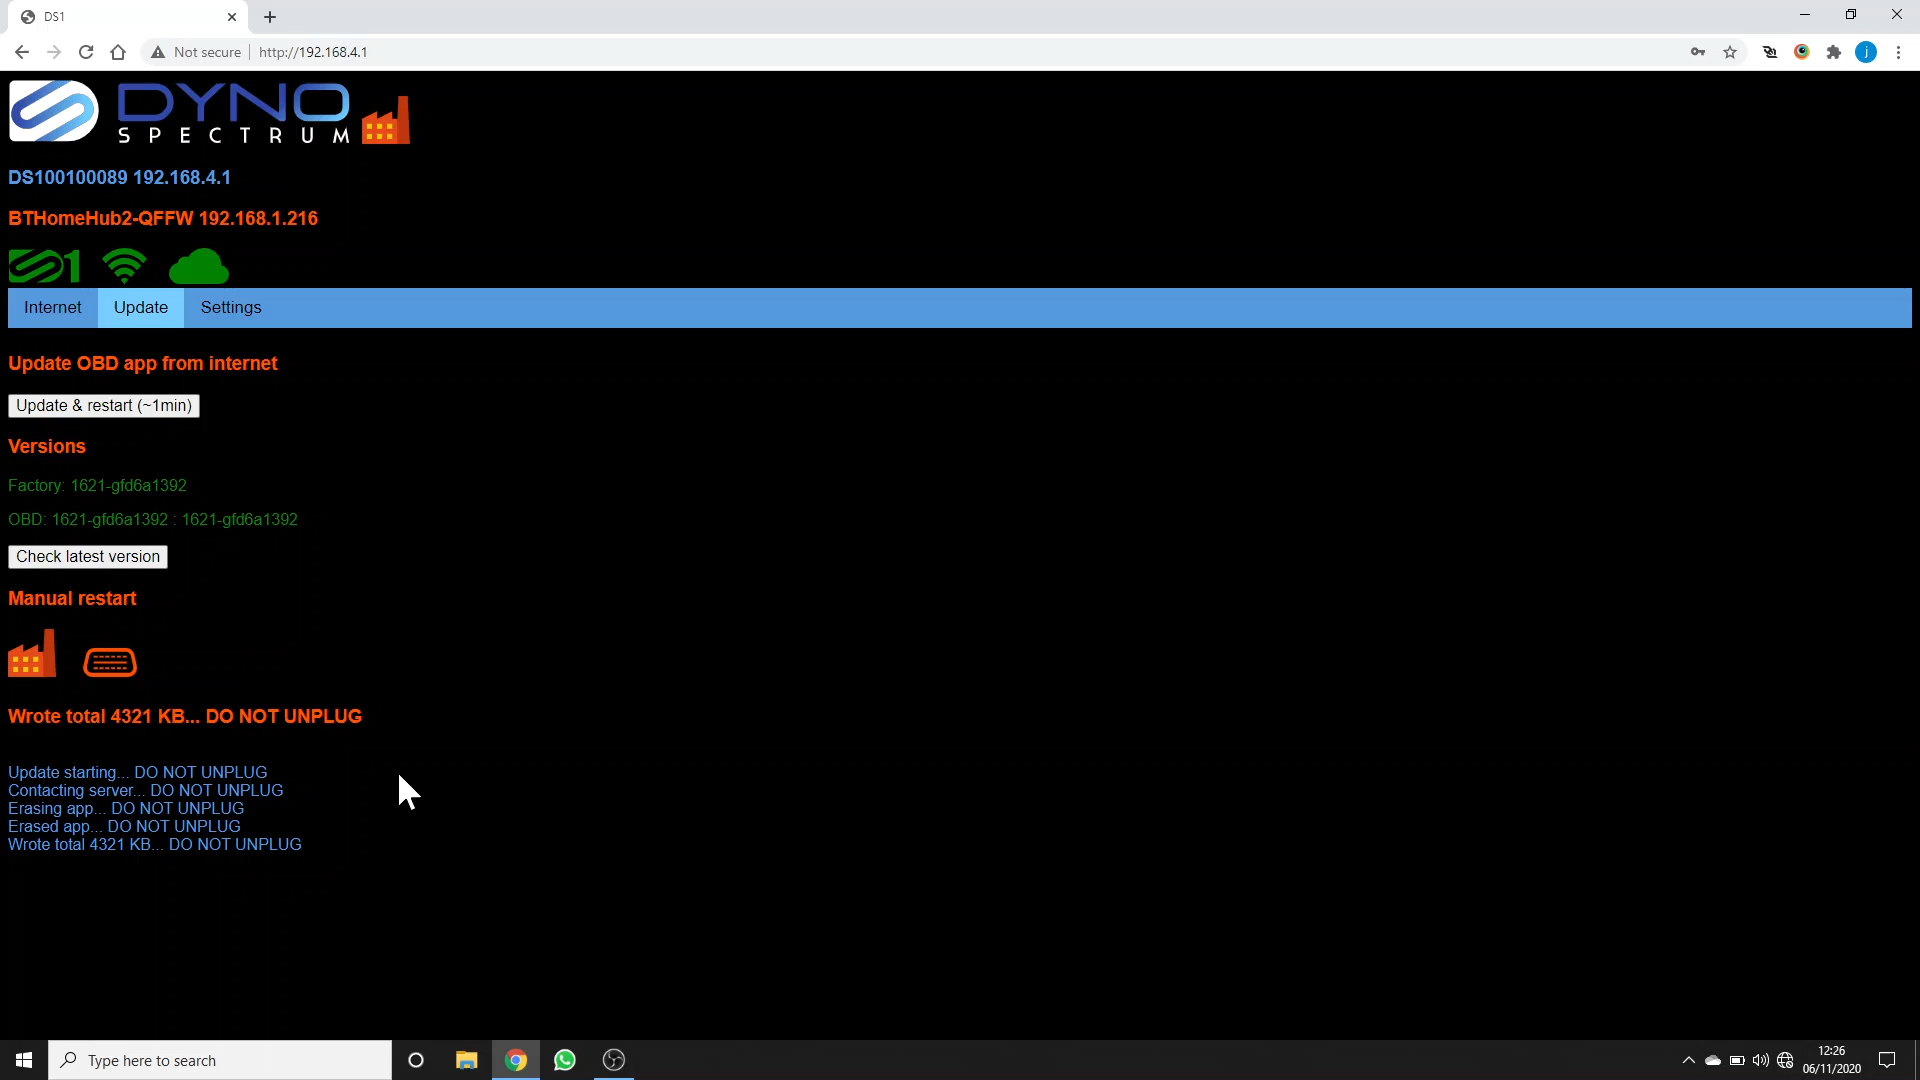 DS1
Not secure
http://192.168.4.1
j
DYNO
SPECTRUM
DS100100089 192.168.4.1
BTHomeHub2-QFFW 192.168.1.216
1
Internet
Update
Settings
Update OBD app from internet
Update & restart (~1min)
Versions
Factory: 1621-gfd6a1392
OBD: 1621-gfd6a1392 : 1621-gfd6a1392
Check latest version
Manual restart
Wrote total 4321 KB... DO NOT UNPLUG
Update starting... DO NOT UNPLUG
Contacting server... DO NOT UNPLUG
Erasing app... DO NOT UNPLUG
Erased app... DO NOT UNPLUG
Wrote total 4321 KB... DO NOT UNPLUG
Type here to search
12:26
06/11/2020